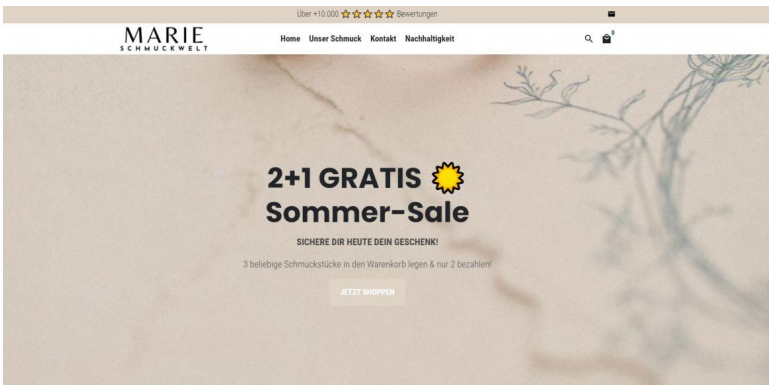 Über +10.000 ⭐⭐⭐⭐⭐ Bewertungen
MARIE
SCHMUCKWELT
Home Unser Schmuck Kontakt Nachhaltigkeit
0
2+1 GRATIS
Sommer-Sale
SICHERE DIR HEUTE DEIN GESCHENK!
3 beliebige Schmuckstücke in den Warenkorb legen & nur 2 bezahlen!
JETZT SHOPPEN